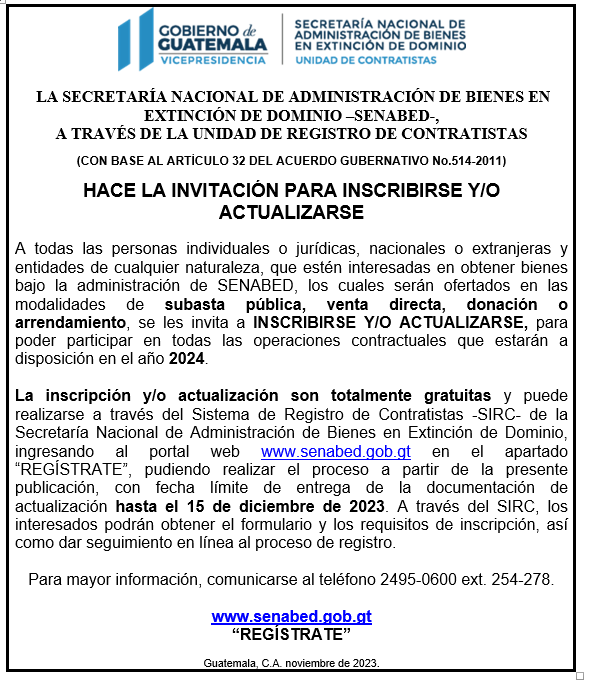 GOBIERNO de
GUATEMALA
VICEPRESIDENCIA
SECRETARÍA NACIONAL DE
ADMINISTRACIÓN DE BIENES
EN EXTINCIÓN DE DOMINIO
UNIDAD DE CONTRATISTAS
LA SECRETARÍA NACIONAL DE ADMINISTRACIÓN DE BIENES EN
EXTINCIÓN DE DOMINIO –SENABED-,
A TRAVÉS DE LA UNIDAD DE REGISTRO DE CONTRATISTAS
(CON BASE AL ARTÍCULO 32 DEL ACUERDO GUBERNATIVO No.514-2011)
HACE LA INVITACIÓN PARA INSCRIBIRSE Y/O
ACTUALIZARSE
A todas las personas individuales o jurídicas, nacionales o extranjeras y
entidades de cualquier naturaleza, que estén interesadas en obtener bienes
bajo la administración de SENABED, los cuales serán ofertados en las
modalidades de subasta pública, venta directa, donación o
arrendamiento, se les invita a INSCRIBIRSE Y/O ACTUALIZARSE, para
poder participar en todas las operaciones contractuales que estarán a
disposición en el año 2024.
La inscripción y/o actualización son totalmente gratuitas y puede
realizarse a través del Sistema de Registro de Contratistas -SIRC- de la
Secretaría Nacional de Administración de Bienes en Extinción de Dominio,
ingresando al portal web www.senabed.gob.gt en el apartado
“REGÍSTRATE”, pudiendo realizar el proceso a partir de la presente
publicación, con fecha límite de entrega de la documentación de
actualización hasta el 15 de diciembre de 2023. A través del SIRC, los
interesados podrán obtener el formulario y los requisitos de inscripción, así
como dar seguimiento en línea al proceso de registro.
Para mayor información, comunicarse al teléfono 2495-0600 ext. 254-278.
www.senabed.gob.gt
“REGÍSTRATE”
Guatemala, C.A. noviembre de 2023.